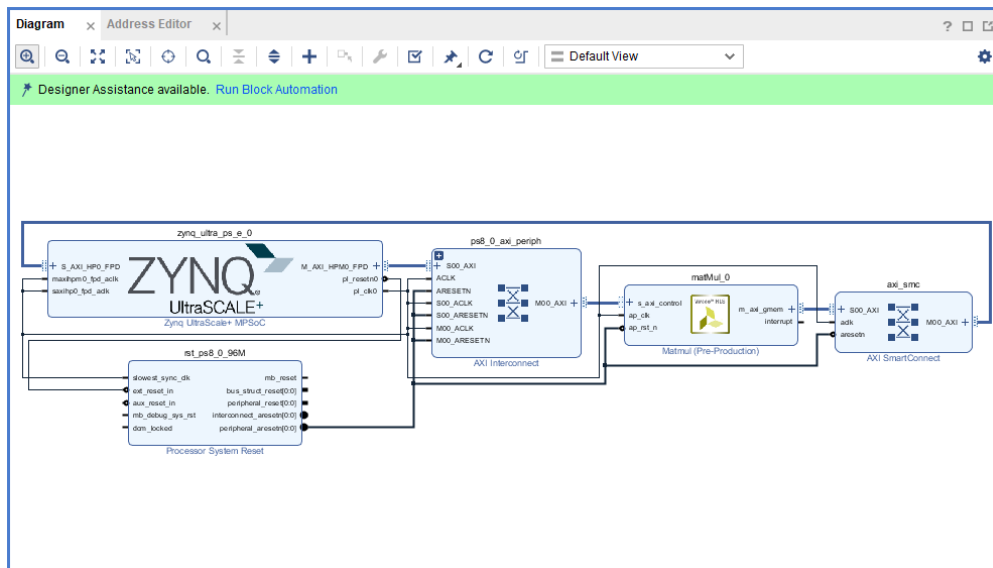 Diagram
Address Editor
Default View
Designer Assistance available. Run Block Automation
zynq_ultra_ps_e_0
S_AXI_HP0_FPD
maxihpm0_fpd_aclk
saxihp0_fpd_aclk
M_AXI_HPM0_FPD
pl_resetn0
pl_clk0
ZYNQ
UltraSCALE+
Zynq UltraScale+ MPSoC
rst_ps8_0_96M
slowest_sync_clk
ext_reset_in
aux_reset_in
mb_debug_sys_rst
dcm_locked
mb_reset
bus_struct_reset[0:0]
peripheral_reset[0:0]
interconnect_aresetn[0:0]
peripheral_aresetn[0:0]
Processor System Reset
ps8_0_axi_periph
S00_AXI
ACLK
ARESETN
S00_ACLK
S00_ARESETN
M00_ACLK
M00_ARESETN
M00_AXI
AXI Interconnect
matMul_0
s_axi_control
ap_clk
ap_rst_n
m_axi_gmem
interrupt
Matmul (Pre-Production)
axi_smc
S00_AXI
aclk
aresetn
M00_AXI
AXI SmartConnect